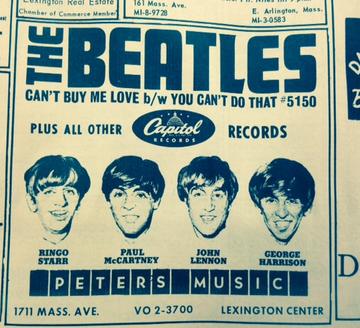 Lexington Real Estate
Chamber of Commerce Member
161 Mass. Ave.
MI-8-9728
E. Arlington, Mass.
MI-3-0583
THE BEATLES
CAN'T BUY ME LOVE b/w YOU CAN'T DO THAT #5150
PLUS ALL OTHER Capitol RECORDS
RECORDS
RINGO STARR
PAUL McCARTNEY
JOHN LENNON
GEORGE HARRISON
PETER'S MUSIC
1711 MASS. AVE. VO 2-3700 LEXINGTON CENTER